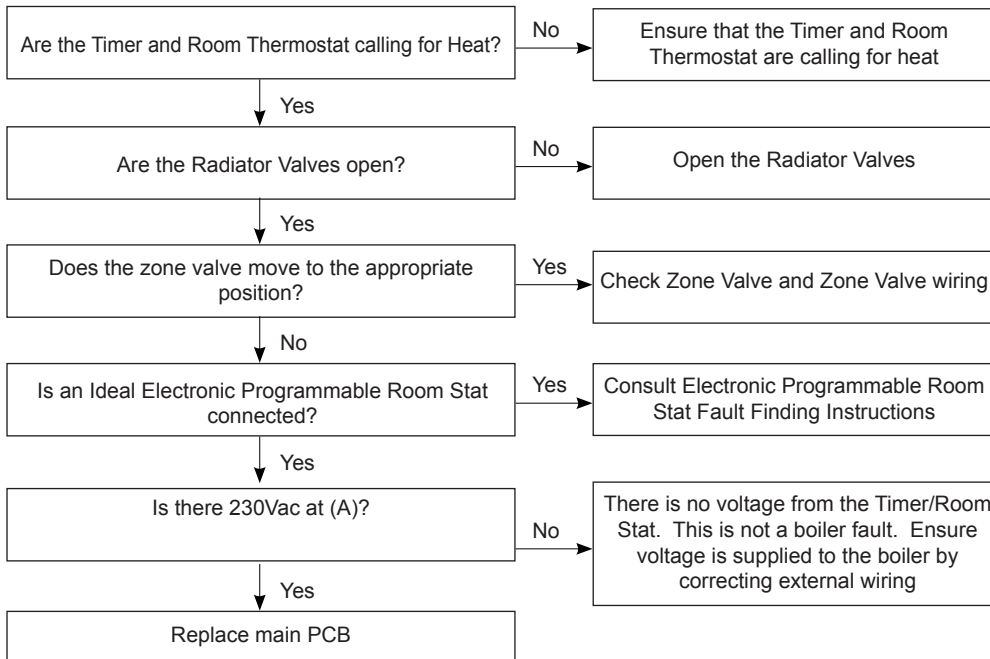 Are the Timer and Room Thermostat calling for Heat?
No
Ensure that the Timer and Room
Thermostat are calling for heat
Yes
Are the Radiator Valves open?
No
Open the Radiator Valves
Yes
Does the zone valve move to the appropriate
position?
Yes
Check Zone Valve and Zone Valve wiring
No
Is an Ideal Electronic Programmable Room Stat
connected?
Yes
Consult Electronic Programmable Room
Stat Fault Finding Instructions
Yes
Is there 230Vac at (A)?
No
There is no voltage from the Timer/Room
Stat. This is not a boiler fault. Ensure
voltage is supplied to the boiler by
correcting external wiring
Yes
Replace main PCB